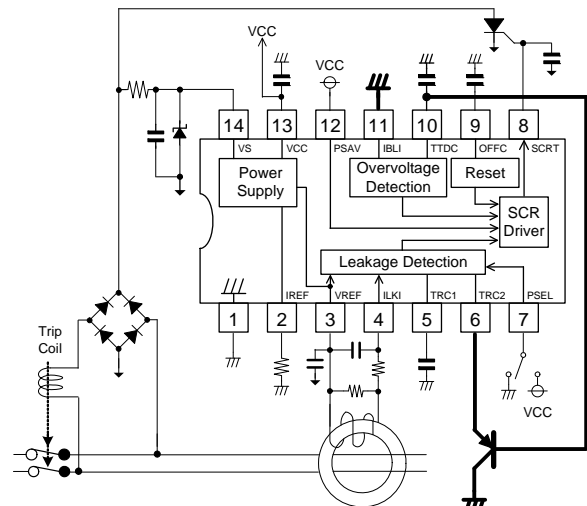 VCC
VCC
14
13
12
11
10
9
8
VS
VCC
PSAV
IBLI
TTDC
OFFC
SCRT
Power
Supply
Overvoltage
Detection
Reset
SCR
Driver
Leakage Detection
IREF
VREF
ILKI
TRC1
TRC2
PSEL
1
2
3
4
5
6
7
Trip
Coil
VCC